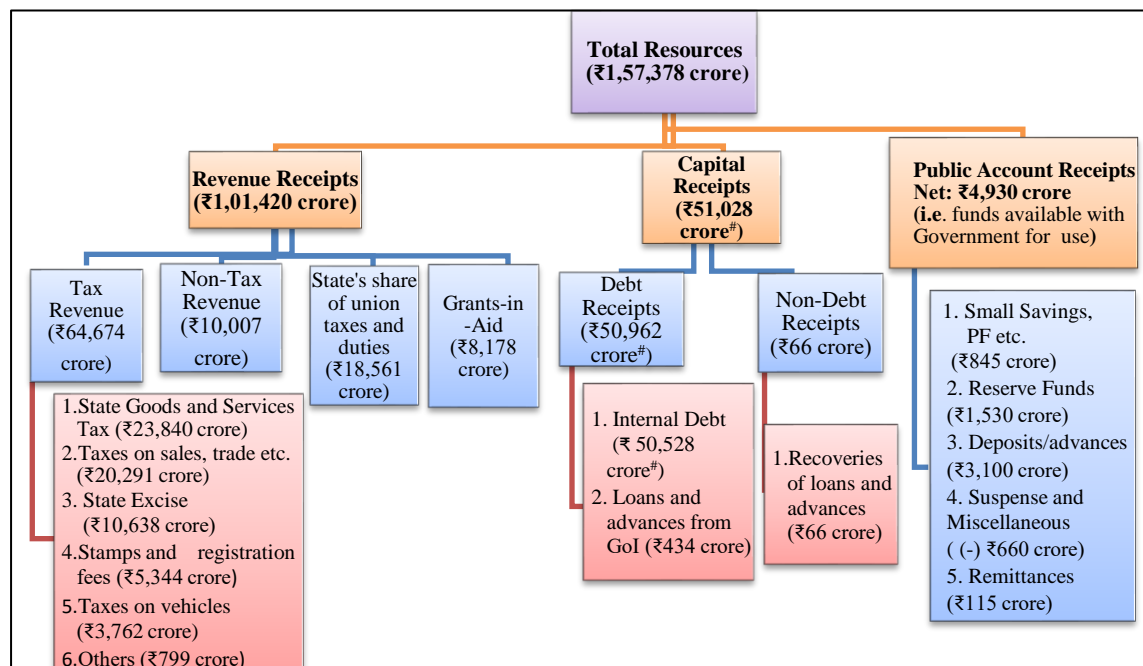 Total Resources
(₹1,57,378 crore)
Revenue Receipts
(₹1,01,420 crore)
Capital
Receipts
(₹51,028
crore#)
Public Account Receipts
Net: ₹4,930 crore
(i.e. funds available with
Government for use)
Tax
Revenue
(₹64,674
crore)
Non-Tax
Revenue
(₹10,007
crore)
State's share
of union
taxes and
duties
(₹18,561
crore)
Grants-in
-Aid
(₹8,178
crore)
Debt
Receipts
(₹50,962
crore#)
Non-Debt
Receipts
(₹66 crore)
1.State Goods and Services
Tax (₹23,840 crore)
2.Taxes on sales, trade etc.
(₹20,291 crore)
3. State Excise
(₹10,638 crore)
4.Stamps and registration
fees (₹5,344 crore)
5.Taxes on vehicles
(₹3,762 crore)
6.Others (₹799 crore)
1. Internal Debt
(₹ 50,528
crore#)
2. Loans and
advances from
GoI (₹434 crore)
1.Recoveries
of loans and
advances
(₹66 crore)
1. Small Savings,
PF etc.
(₹845 crore)
2. Reserve Funds
(₹1,530 crore)
3. Deposits/advances
(₹3,100 crore)
4. Suspense and
Miscellaneous
( (-) ₹660 crore)
5. Remittances
(₹115 crore)